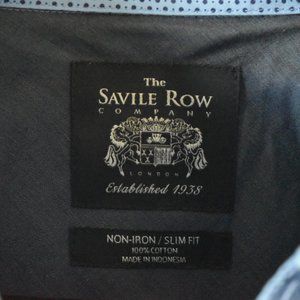 The
SAVILE ROW
COMPANY
LONDON
Established 1938
NON-IRON / SLIM FIT
100% COTTON
MADE IN INDONESIA